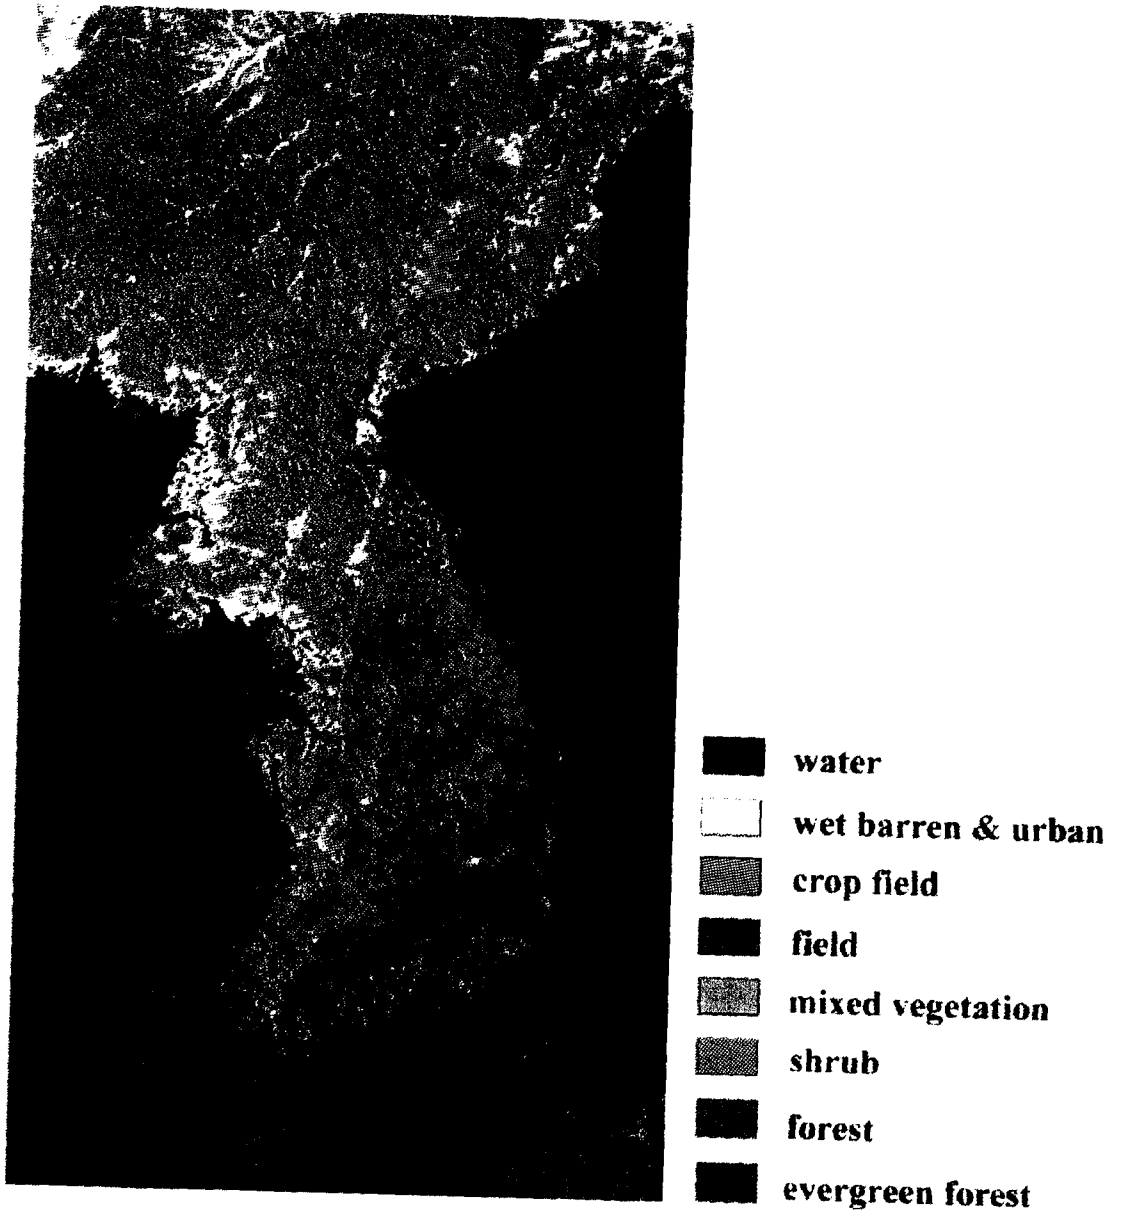 water
wet barren & urban
crop field
field
mixed vegetation
shrub
forest
evergreen forest